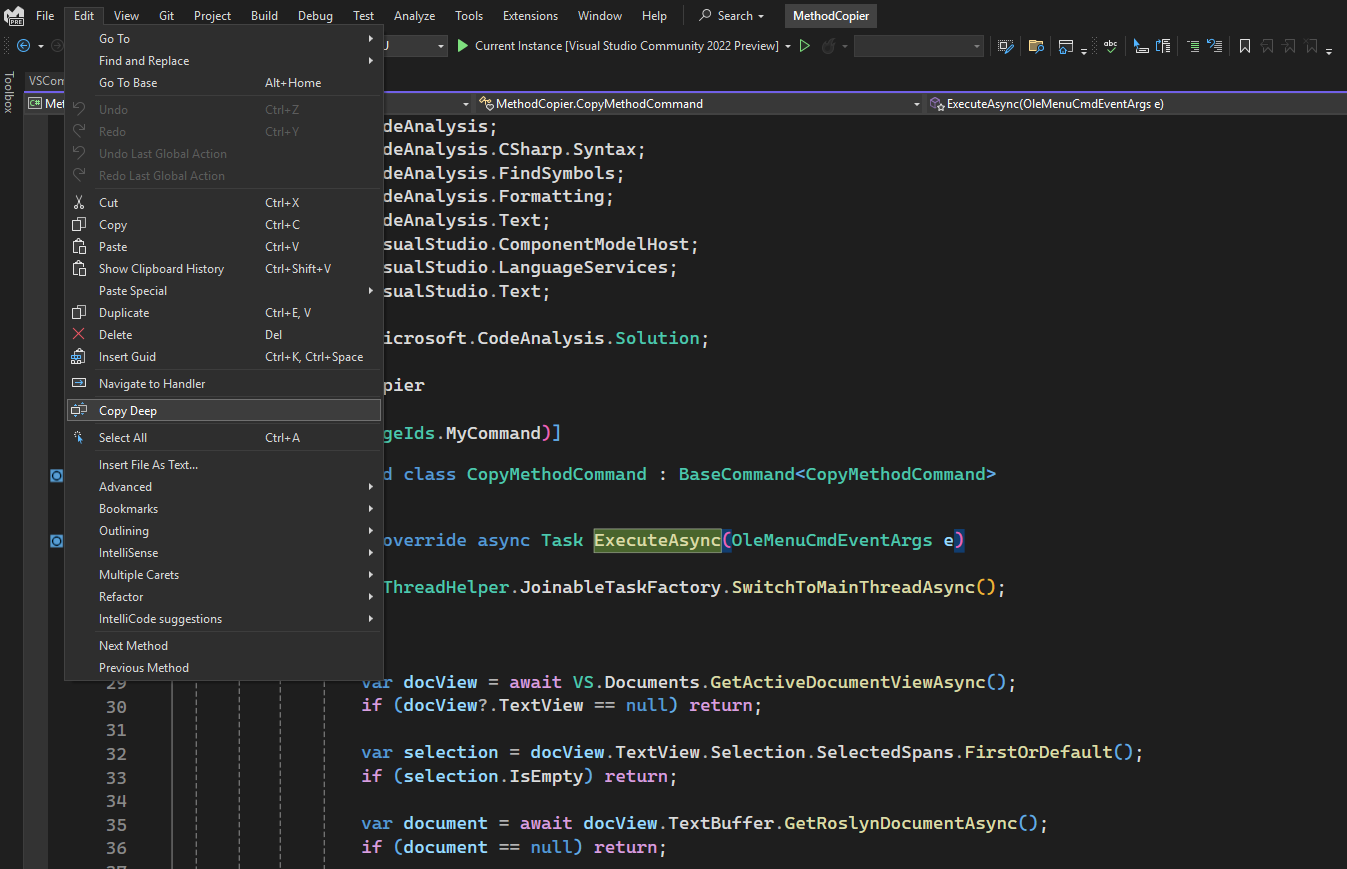 PRE File Edit View Git Project Build Debug Test Analyze Tools Extensions Window Help Search MethodCopier
U Current Instance [Visual Studio Community 2022 Preview]
Toolbox
VSCom
C# Met MethodCopier.CopyMethodCommand ExecuteAsync(OleMenuCmdEventArgs e)
Go To
Find and Replace
Go To Base Alt+Home
Undo Ctrl+Z
Redo Ctrl+Y
Undo Last Global Action
Redo Last Global Action
Cut Ctrl+X
Copy Ctrl+C
Paste Ctrl+V
Show Clipboard History Ctrl+Shift+V
Paste Special
Duplicate Ctrl+E, V
Delete Del
Insert Guid Ctrl+K, Ctrl+Space
Navigate to Handler
Copy Deep
Select All Ctrl+A
Insert File As Text...
Advanced
Bookmarks
Outlining
IntelliSense
Multiple Carets
Refactor
IntelliCode suggestions
Next Method
Previous Method
deAnalysis;
deAnalysis.CSharp.Syntax;
deAnalysis.FindSymbols;
deAnalysis.Formatting;
deAnalysis.Text;
sualStudio.ComponentModelHost;
sualStudio.LanguageServices;
sualStudio.Text;
icrosoft.CodeAnalysis.Solution;
pier
geIds.MyCommand)]
d class CopyMethodCommand : BaseCommand<CopyMethodCommand>
override async Task ExecuteAsync(OleMenuCmdEventArgs e)
ThreadHelper.JoinableTaskFactory.SwitchToMainThreadAsync();
29 var docView = await VS.Documents.GetActiveDocumentViewAsync();
30 if (docView?.TextView == null) return;
31
32 var selection = docView.TextView.Selection.SelectedSpans.FirstOrDefault();
33 if (selection.IsEmpty) return;
34
35 var document = await docView.TextBuffer.GetRoslynDocumentAsync();
36 if (document == null) return;
37